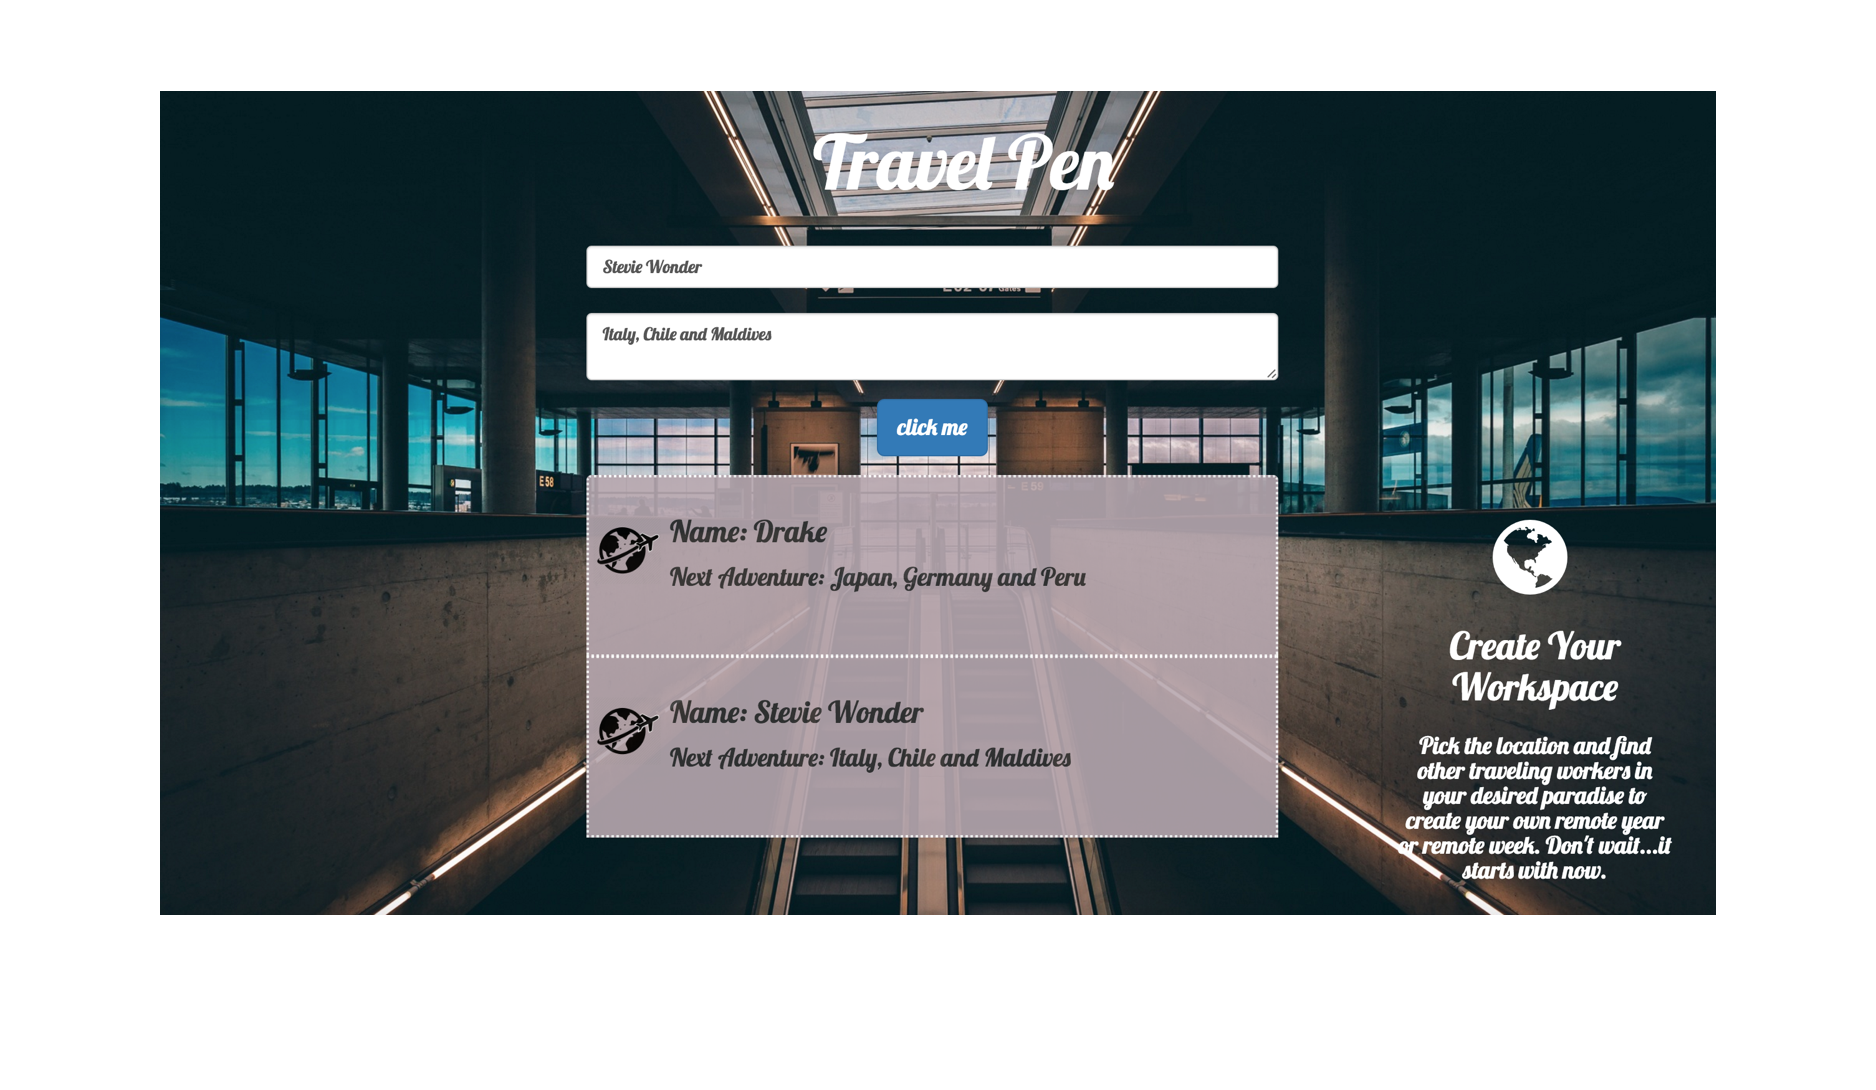 Travel Pen
Stevie Wonder
Gates
Italy, Chile and Maldives
click me
E 58
E 58
Name: Drake
Next Adventure: Japan, Germany and Peru
Name: Stevie Wonder
Next Adventure: Italy, Chile and Maldives
Create Your
Workspace
Pick the location and find
other traveling workers in
your desired paradise to
create your own remote year
or remote week. Don't wait...it
starts with now.